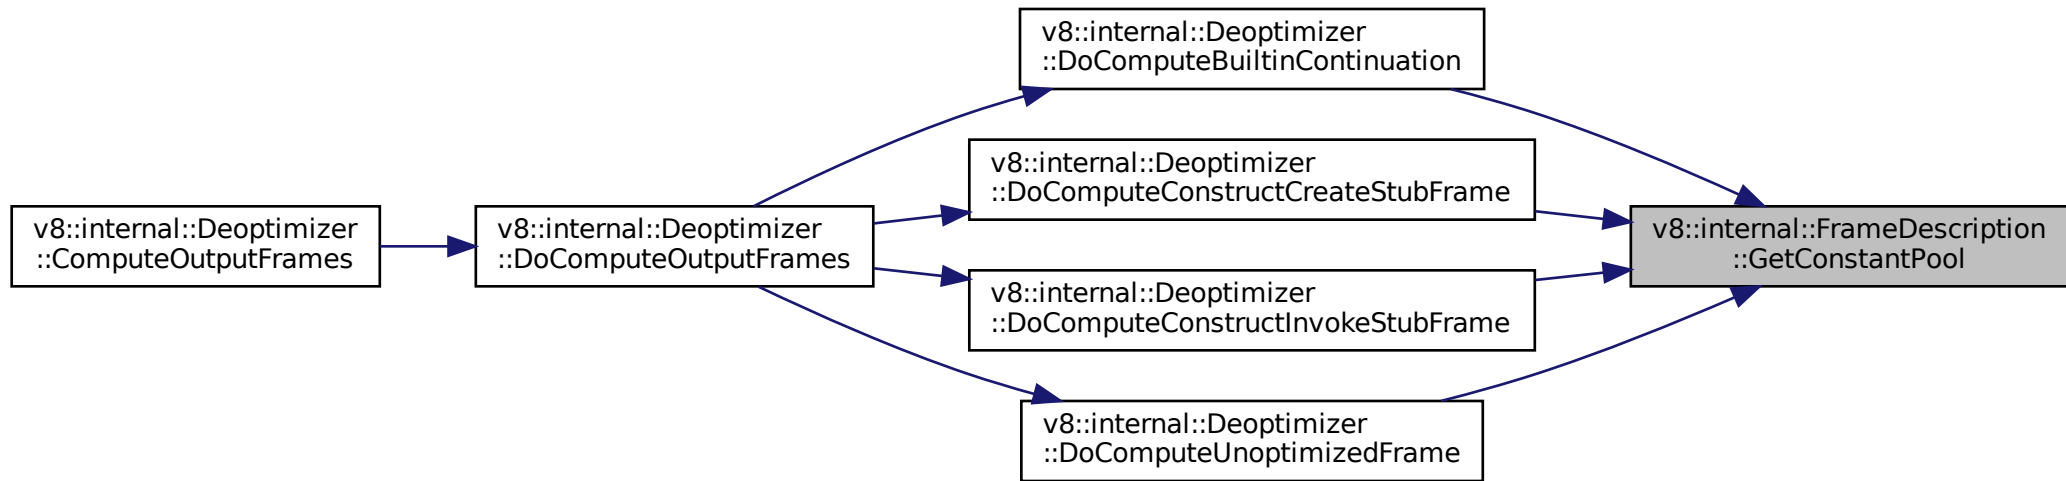 v8::internal::Deoptimizer
::DoComputeBuiltinContinuation
v8::internal::Deoptimizer
::DoComputeConstructCreateStubFrame
v8::internal::Deoptimizer
::ComputeOutputFrames
v8::internal::Deoptimizer
::DoComputeOutputFrames
v8::internal::FrameDescription
::GetConstantPool
v8::internal::Deoptimizer
::DoComputeConstructInvokeStubFrame
v8::internal::Deoptimizer
::DoComputeUnoptimizedFrame